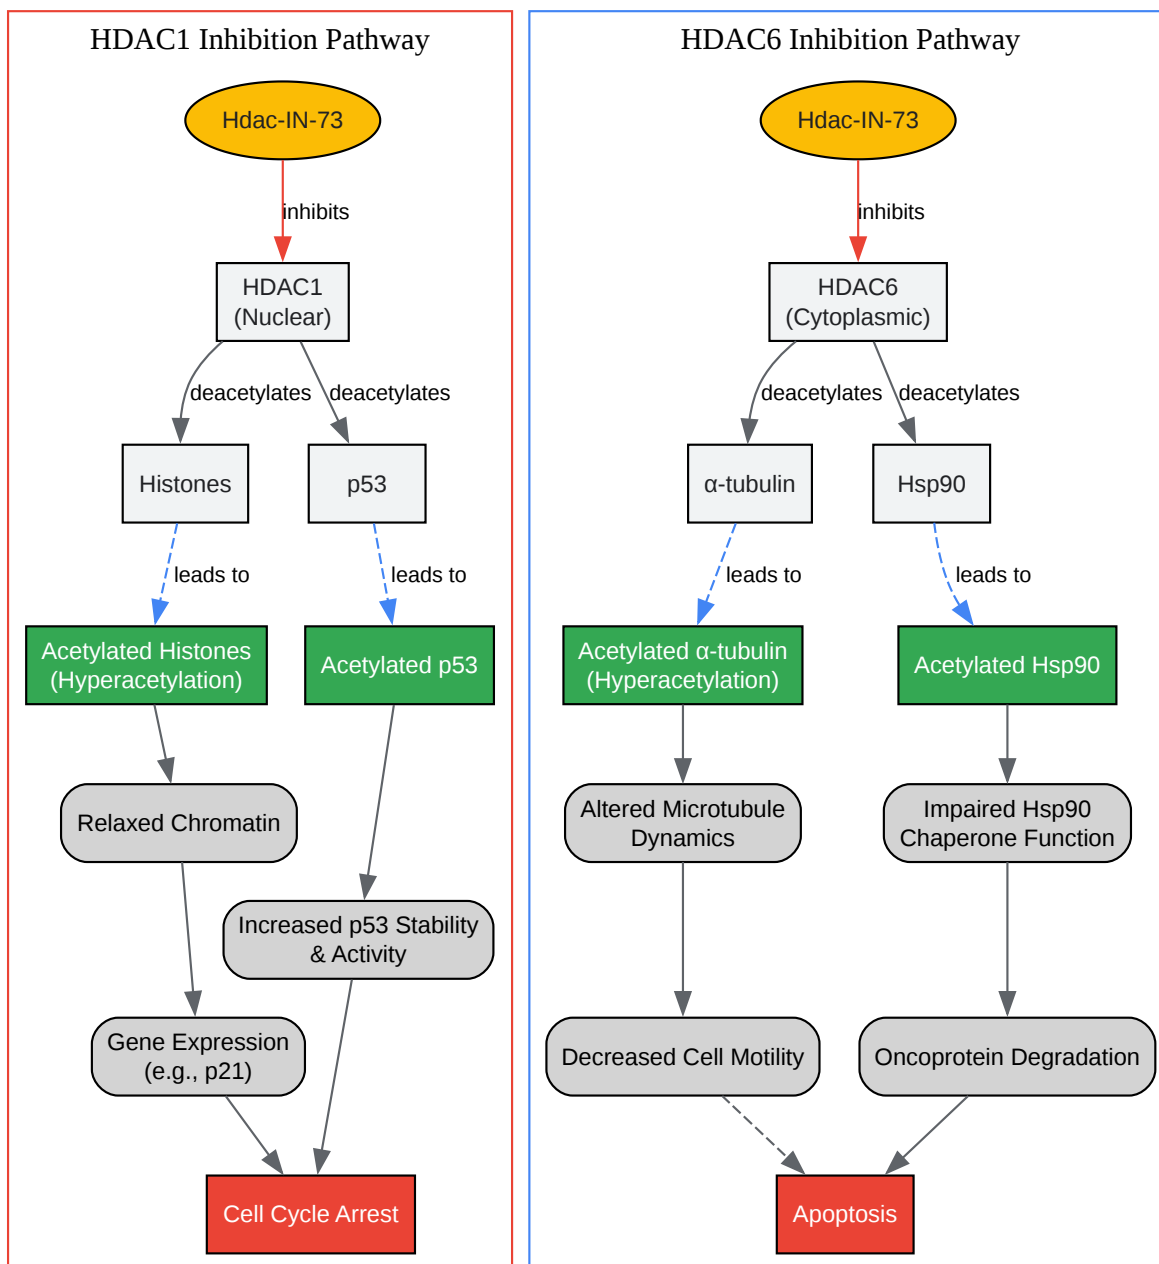 HDAC1 Inhibition Pathway
Hdac-IN-73
inhibits
HDAC1
(Nuclear)
deacetylates
deacetylates
Histones
p53
leads to
leads to
Acetylated Histones
(Hyperacetylation)
Acetylated p53
Relaxed Chromatin
Increased p53 Stability
& Activity
Gene Expression
(e.g., p21)
Cell Cycle Arrest
HDAC6 Inhibition Pathway
Hdac-IN-73
inhibits
HDAC6
(Cytoplasmic)
deacetylates
deacetylates
α-tubulin
Hsp90
leads to
leads to
Acetylated α-tubulin
(Hyperacetylation)
Acetylated Hsp90
Altered Microtubule
Dynamics
Impaired Hsp90
Chaperone Function
Decreased Cell Motility
Oncoprotein Degradation
Apoptosis